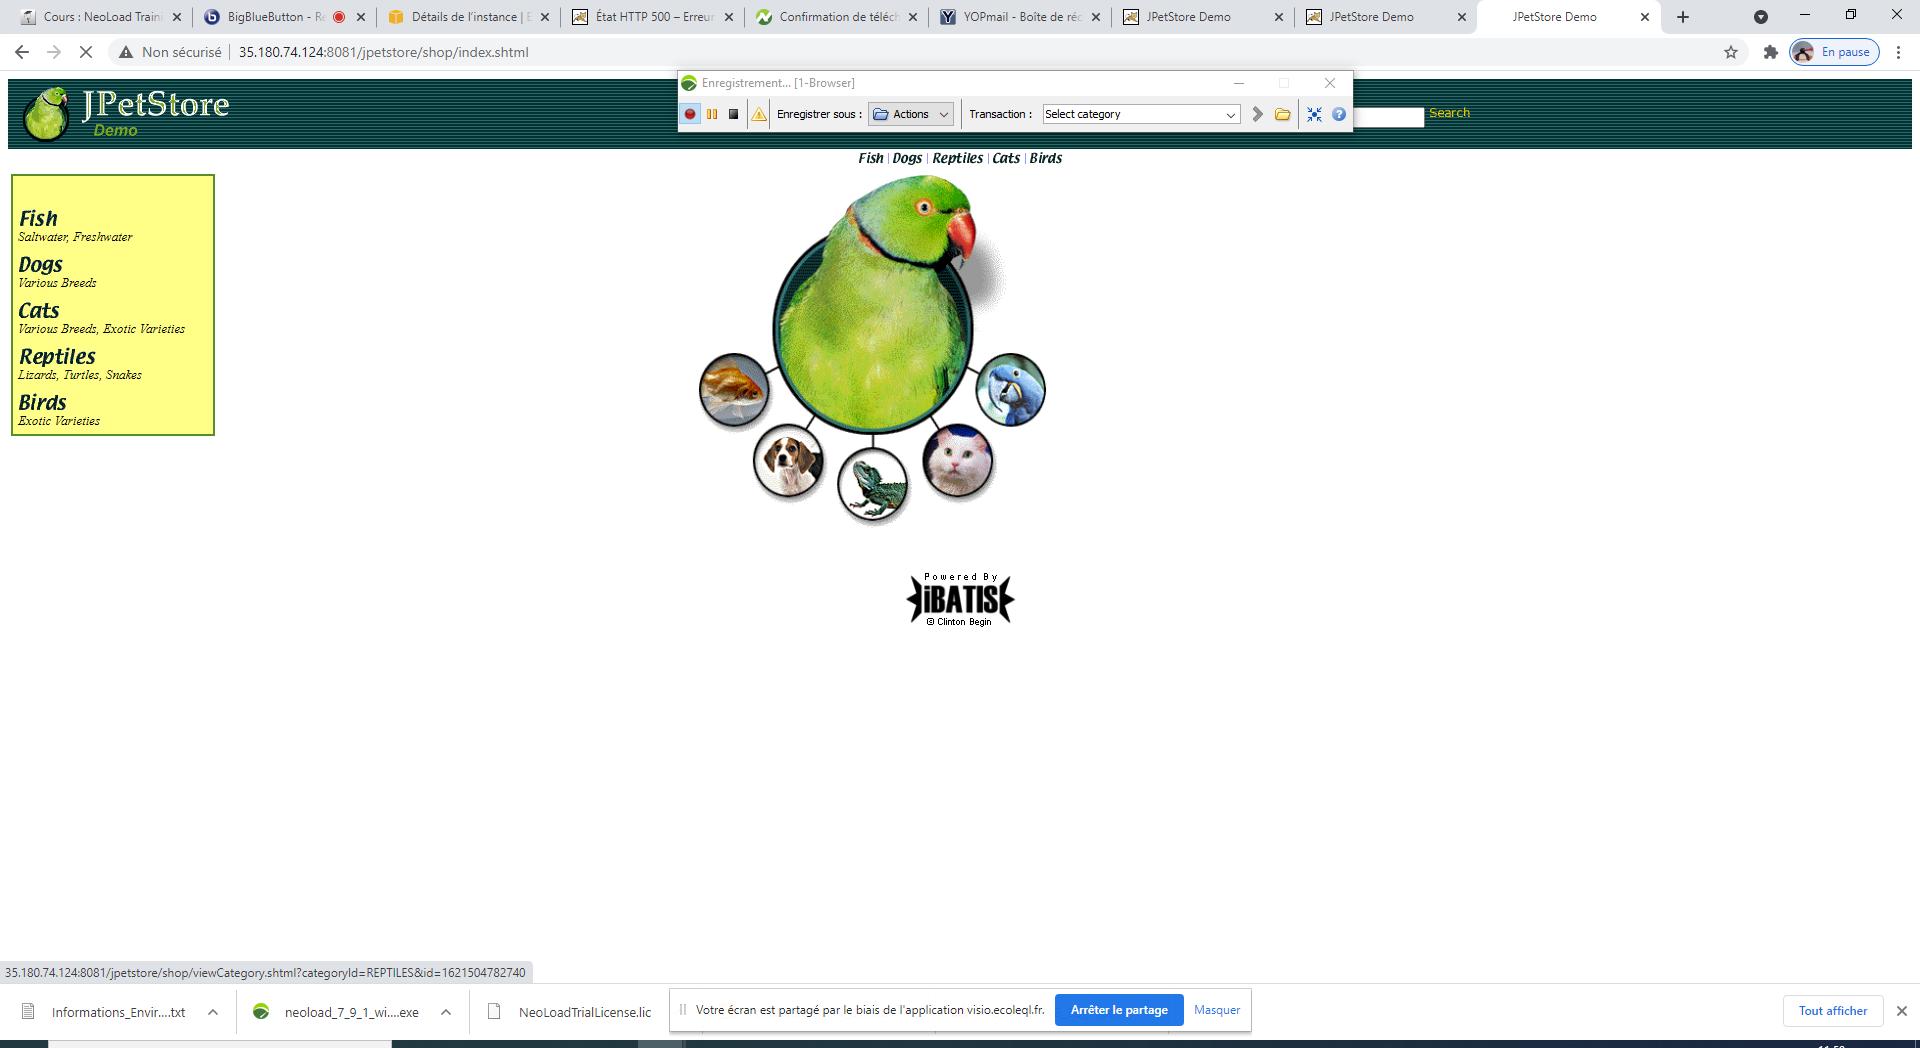 Cours : NeoLoad Traini
BigBlueButton - Re
Détails de l'instance | E
État HTTP 500 – Erreur
Confirmation de téléch
YOPmail - Boîte de réc
JPetStore Demo
JPetStore Demo
JPetStore Demo
Non sécurisé
35.180.74.124:8081/jpetstore/shop/index.shtml
En pause
JPetStore
Demo
Enregistrement... [1-Browser]
Enregistrer sous :
Actions
Transaction :
Select category
Search
Fish | Dogs | Reptiles | Cats | Birds
Fish
Saltwater, Freshwater
Dogs
Various Breeds
Cats
Various Breeds, Exotic Varieties
Reptiles
Lizards, Turtles, Snakes
Birds
Exotic Varieties
Powered By
iBATIS
© Clinton Begin
35.180.74.124:8081/jpetstore/shop/viewCategory.shtml?categoryId=REPTILES&id=1621504782740
Informations_Envir....txt
neoload_7_9_1_wi....exe
NeoLoadTrialLicense.lic
Votre écran est partagé par le biais de l'application visio.ecoleql.fr.
Arrêter le partage
Masquer
Tout afficher